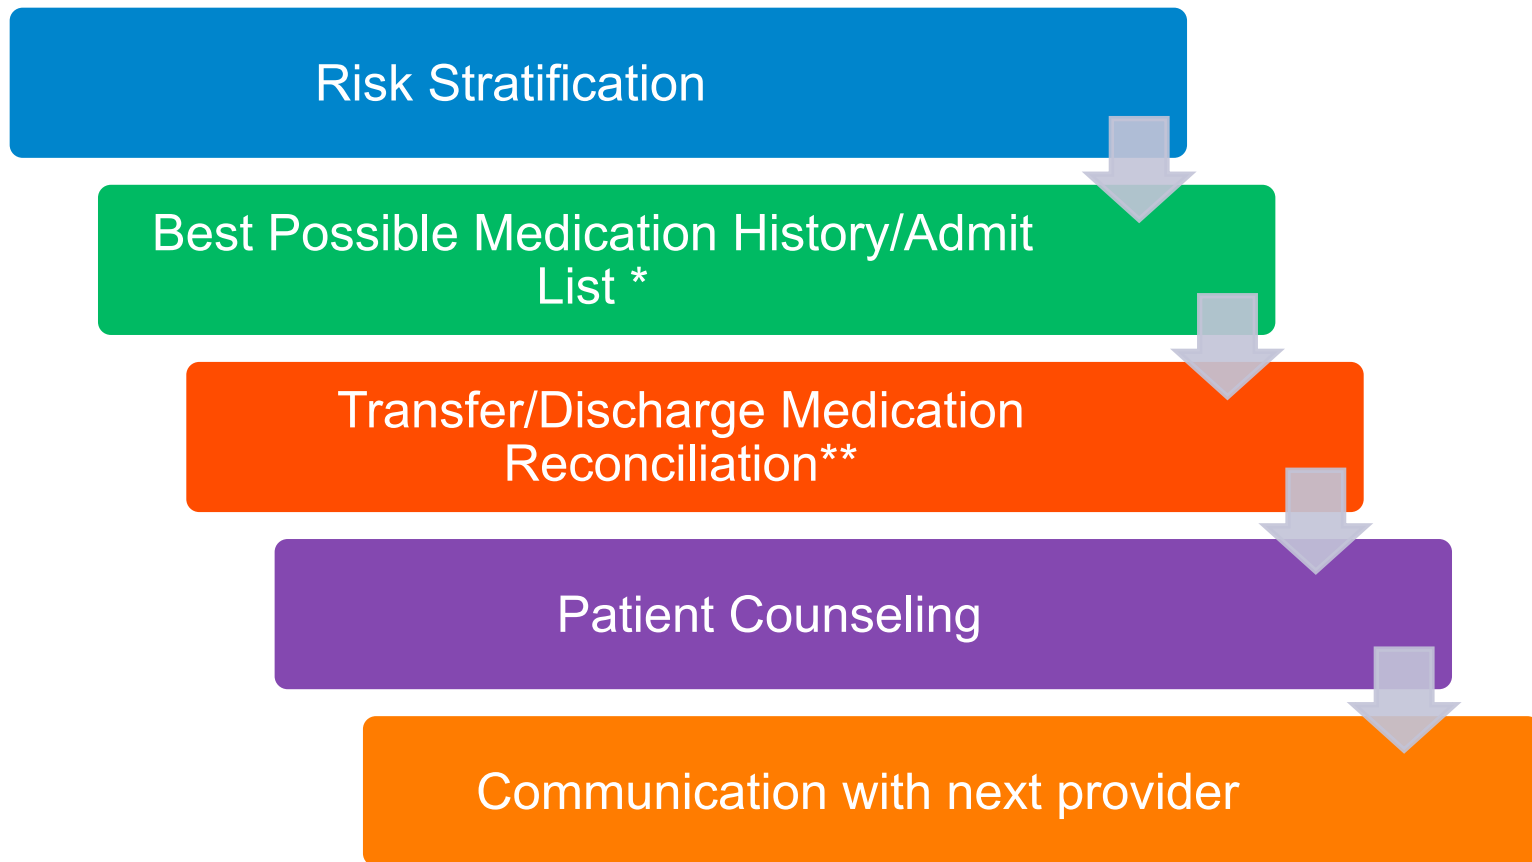 Risk Stratification
Best Possible Medication History/Admit
List *
Transfer/Discharge Medication
Reconciliation**
Patient Counseling
Communication with next provider